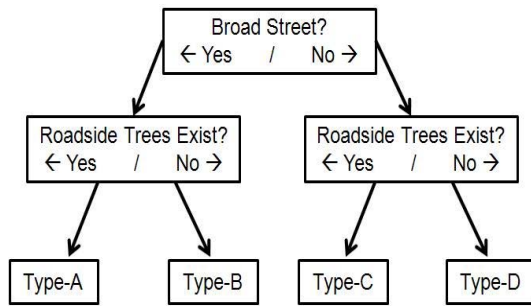 Broad Street?
← Yes / No →
Roadside Trees Exist?
← Yes / No →
Roadside Trees Exist?
← Yes / No →
Type-A
Type-B
Type-C
Type-D